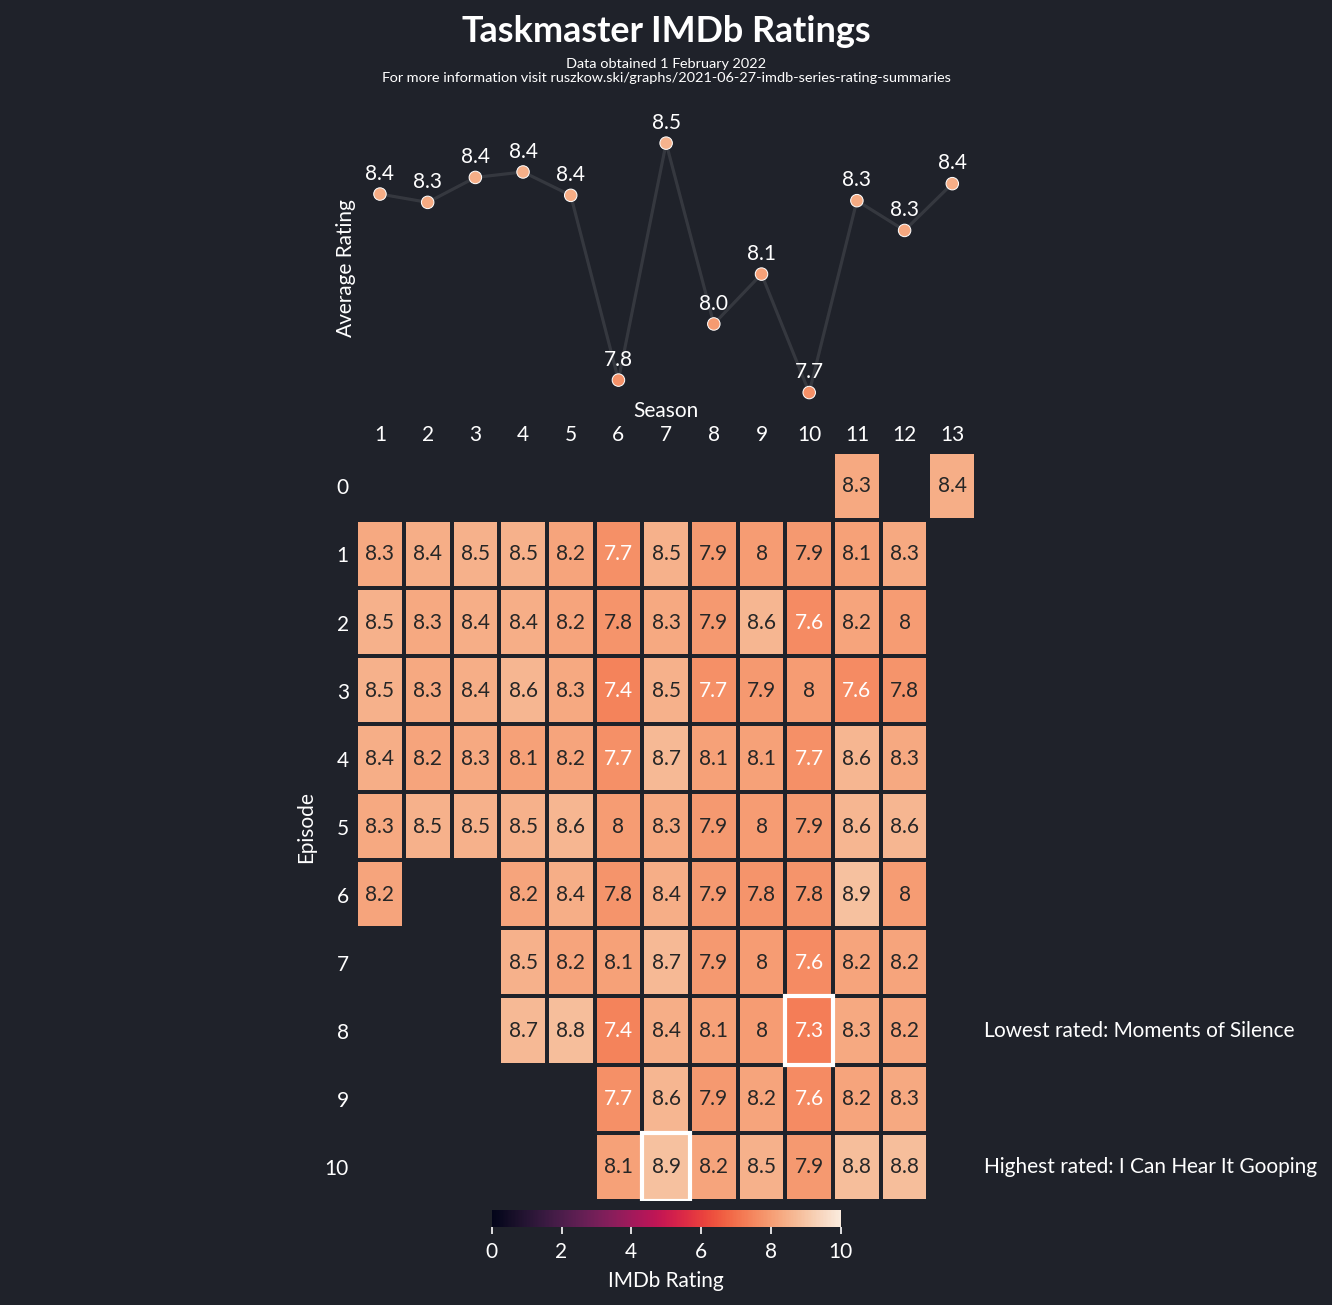 Taskmaster IMDb Ratings
Data obtained 1 February 2022
For more information visit ruszkow.ski/graphs/2021-06-27-imdb-series-rating-summaries
8.4 8.3 8.4 8.4 8.4 7.8 8.5 8.0 8.1 7.7 8.3 8.3 8.4
Average Rating
Season
1 2 3 4 5 6 7 8 9 10 11 12 13
0 8.3 8.4
1 8.3 8.4 8.5 8.5 8.2 7.7 8.5 7.9 8 7.9 8.1 8.3
2 8.5 8.3 8.4 8.4 8.2 7.8 8.3 7.9 8.6 7.6 8.2 8
3 8.5 8.3 8.4 8.6 8.3 7.4 8.5 7.7 7.9 8 7.6 7.8
4 8.4 8.2 8.3 8.1 8.2 7.7 8.7 8.1 8.1 7.7 8.6 8.3
Episode
5 8.3 8.5 8.5 8.5 8.6 8 8.3 7.9 8 7.9 8.6 8.6
6 8.2 8.2 8.4 7.8 8.4 7.9 7.8 7.8 8.9 8
7 8.5 8.2 8.1 8.7 7.9 8 7.6 8.2 8.2
8 8.7 8.8 7.4 8.4 8.1 8 7.3 8.3 8.2 Lowest rated: Moments of Silence
9 7.7 8.6 7.9 8.2 7.6 8.2 8.3
10 8.1 8.9 8.2 8.5 7.9 8.8 8.8 Highest rated: I Can Hear It Gooping
0 2 4 6 8 10
IMDb Rating